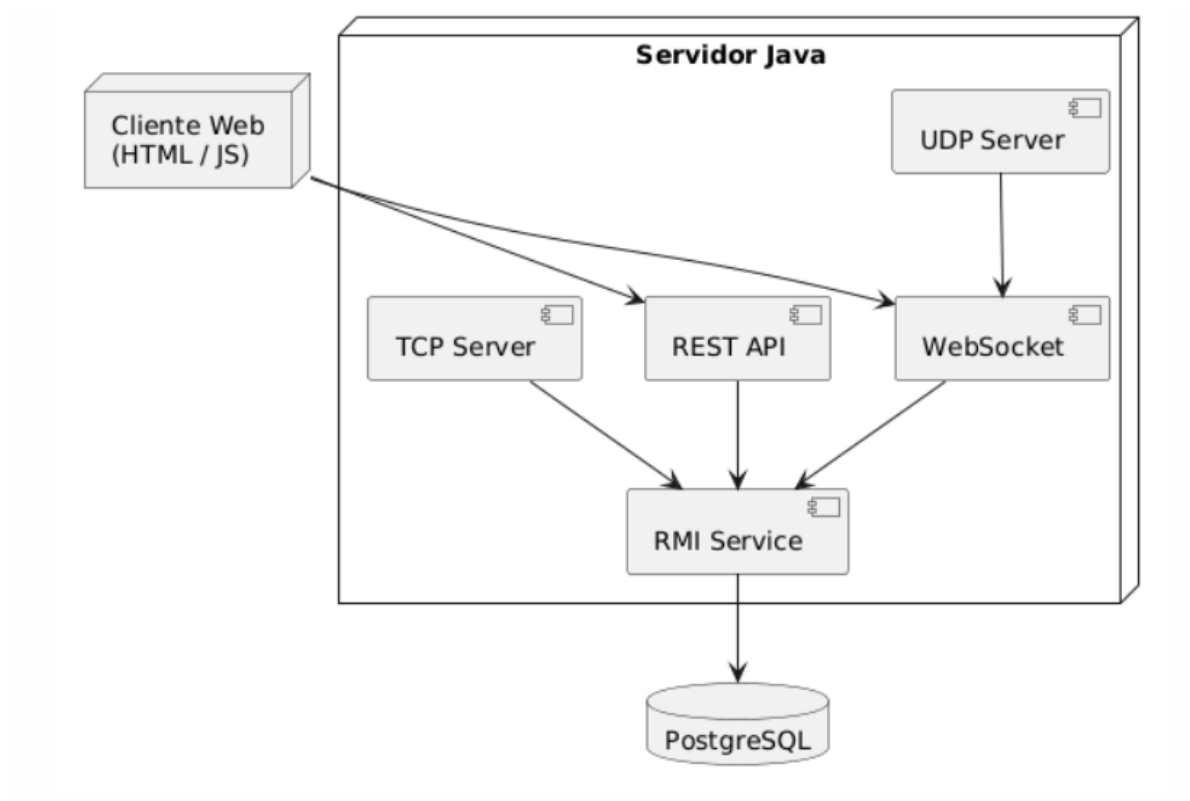 Servidor Java
Cliente Web
(HTML / JS)
UDP Server
TCP Server
REST API
WebSocket
RMI Service
PostgreSQL